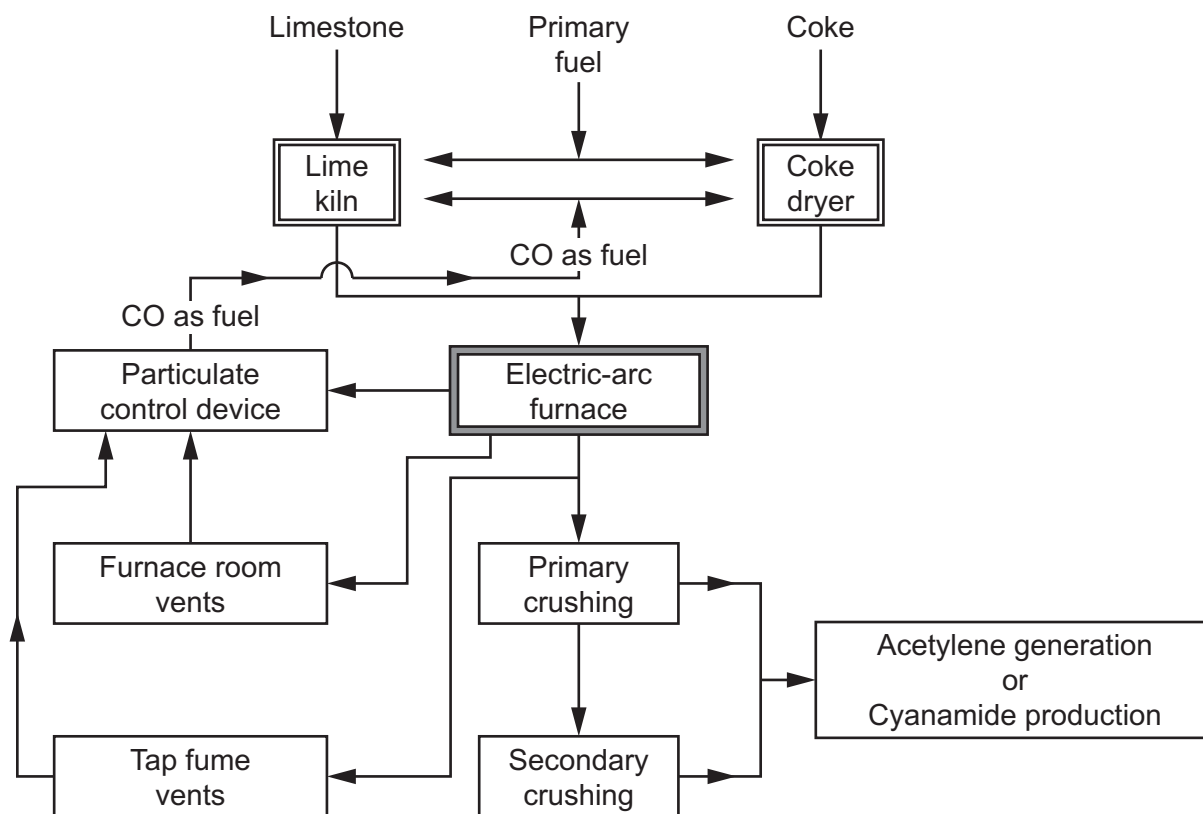 Limestone
Primary
fuel
Coke
Lime
kiln
Coke
dryer
CO as fuel
CO as fuel
Particulate
control device
Electric-arc
furnace
Furnace room
vents
Primary
crushing
Acetylene generation
or
Cyanamide production
Tap fume
vents
Secondary
crushing